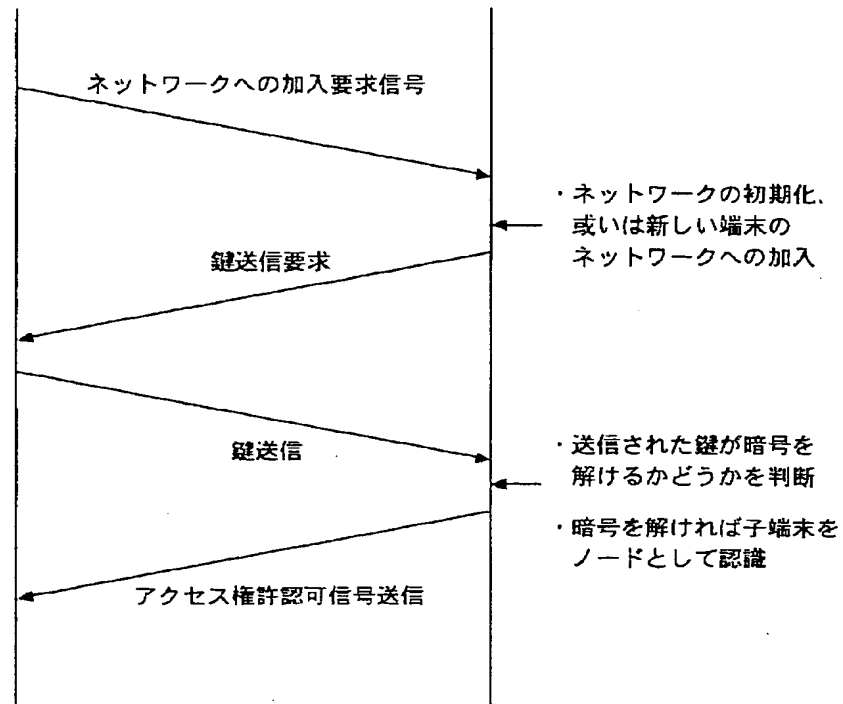 ネットワークへの加入要求信号
・ネットワークの初期化、
或いは新しい端末の
ネットワークへの加入
鍵送信要求
鍵送信
・送信された鍵が暗号を
解けるかどうかを判断
・暗号を解ければ子端末を
ノードとして認識
アクセス権許認可信号送信